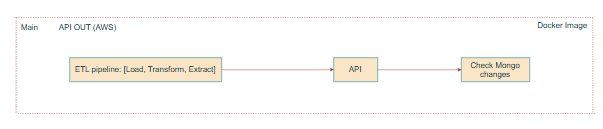 Main API OUT (AWS) Docker Image
ETL pipeline: [Load, Transform, Extract]
API
Check Mongo
changes